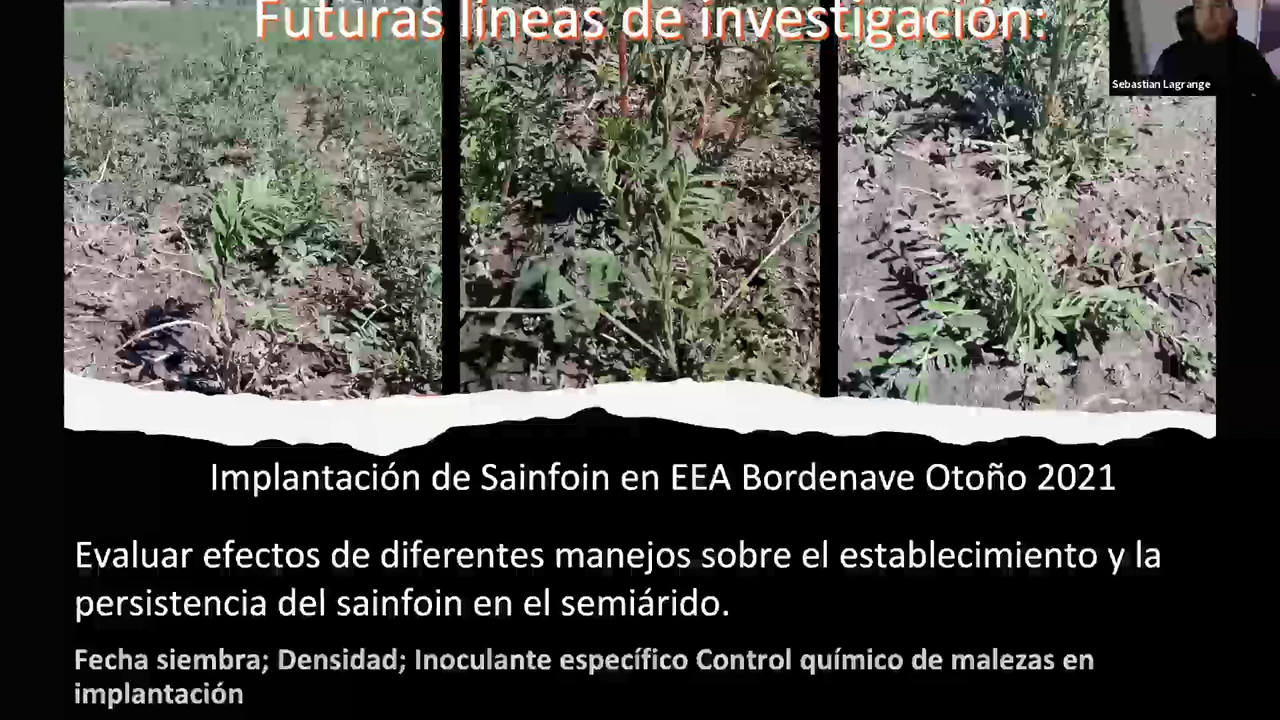 Futuras líneas de investigación:
Sebastian Lagrange
Implantación de Sainfoin en EEA Bordenave Otoño 2021
Evaluar efectos de diferentes manejos sobre el establecimiento y la
persistencia del sainfoin en el semiárido.
Fecha siembra; Densidad; Inoculante específico Control químico de malezas en
implantación